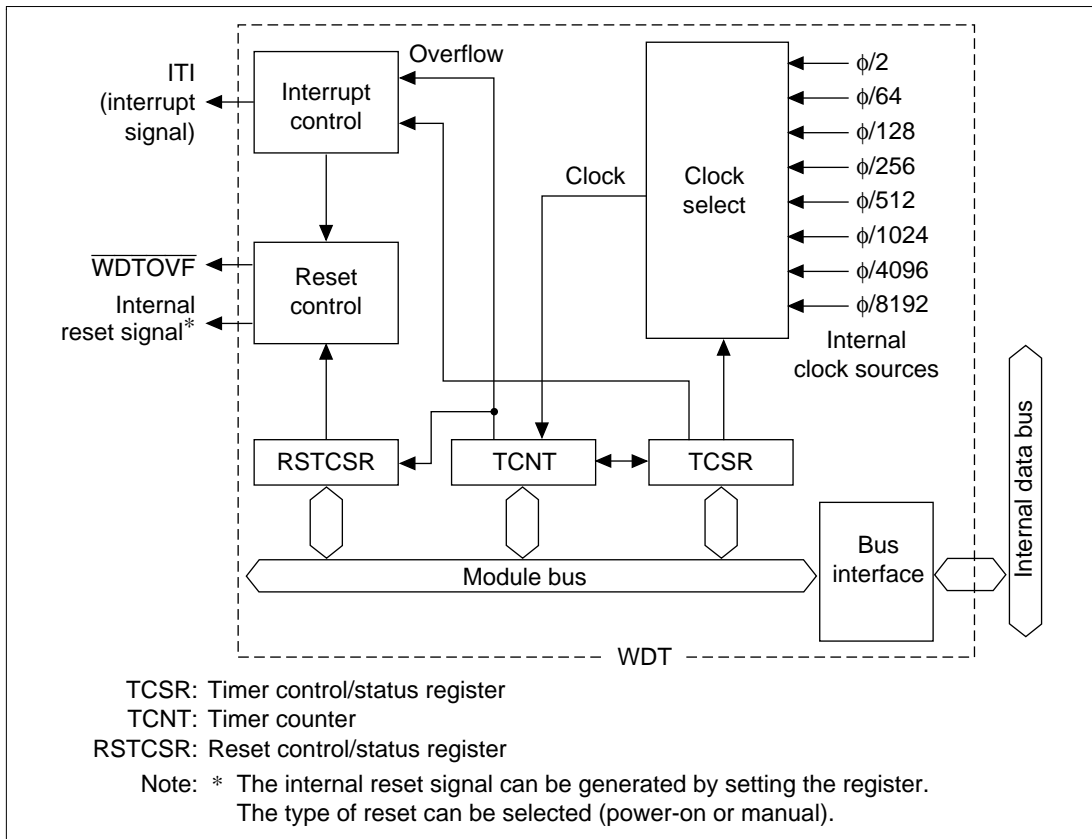 Overflow
ITI
(interrupt
signal)
Interrupt
control
WDTOVF
Internal
reset signal*
Reset
control
Clock
Clock
select
ϕ/2
ϕ/64
ϕ/128
ϕ/256
ϕ/512
ϕ/1024
ϕ/4096
ϕ/8192
Internal
clock sources
RSTCSR
TCNT
TCSR
Module bus
Bus
interface
Internal data bus
WDT
TCSR: Timer control/status register
TCNT: Timer counter
RSTCSR: Reset control/status register
Note: * The internal reset signal can be generated by setting the register.
The type of reset can be selected (power-on or manual).